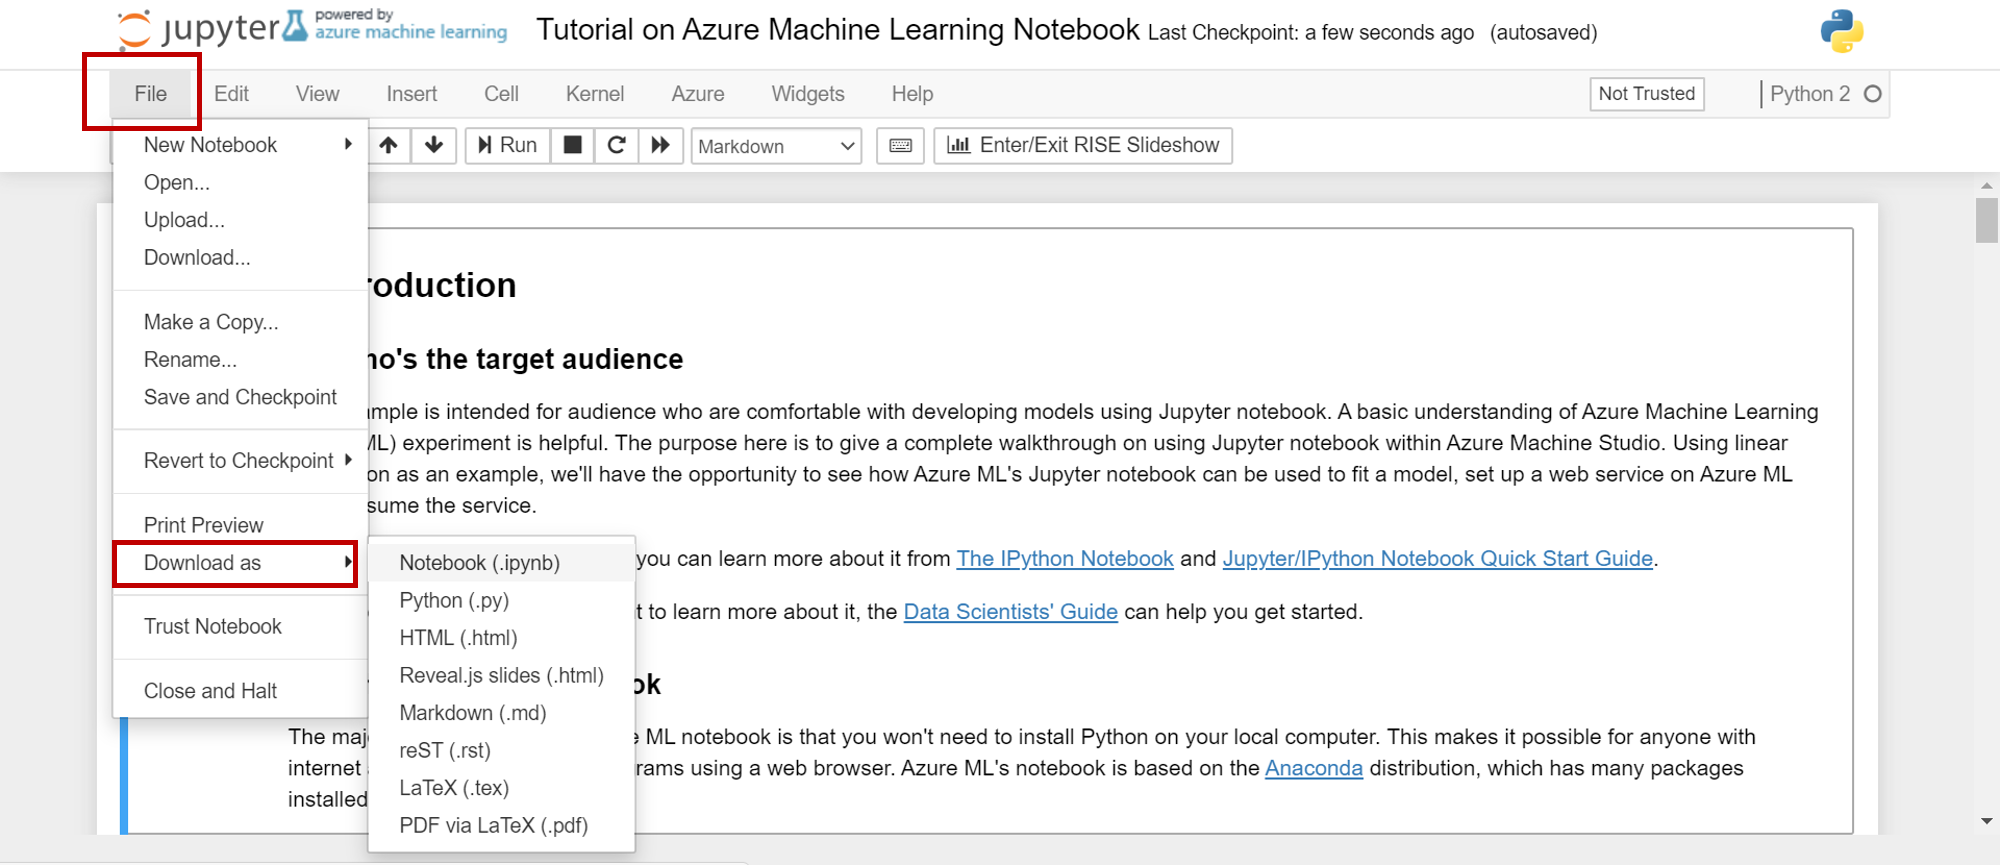 jupyter powered by azure machine learning Tutorial on Azure Machine Learning Notebook Last Checkpoint: a few seconds ago (autosaved)
File Edit View Insert Cell Kernel Azure Widgets Help Not Trusted Python 2
Run Markdown Enter/Exit RISE Slideshow
New Notebook
Open...
Upload...
Download...
Make a Copy...
Rename...
Save and Checkpoint
Revert to Checkpoint
Print Preview
Download as
Trust Notebook
Close and Halt
Notebook (.ipynb)
Python (.py)
HTML (.html)
Reveal.js slides (.html)
Markdown (.md)
reST (.rst)
LaTeX (.tex)
PDF via LaTeX (.pdf)
roduction
o's the target audience
mple is intended for audience who are comfortable with developing models using Jupyter notebook. A basic understanding of Azure Machine Learning
ML) experiment is helpful. The purpose here is to give a complete walkthrough on using Jupyter notebook within Azure Machine Studio. Using linear
on as an example, we'll have the opportunity to see how Azure ML's Jupyter notebook can be used to fit a model, set up a web service on Azure ML
sume the service.
you can learn more about it from The IPython Notebook and Jupyter/IPython Notebook Quick Start Guide.
t to learn more about it, the Data Scientists' Guide can help you get started.
ok
The maj ML notebook is that you won't need to install Python on your local computer. This makes it possible for anyone with
internet rams using a web browser. Azure ML's notebook is based on the Anaconda distribution, which has many packages
installed